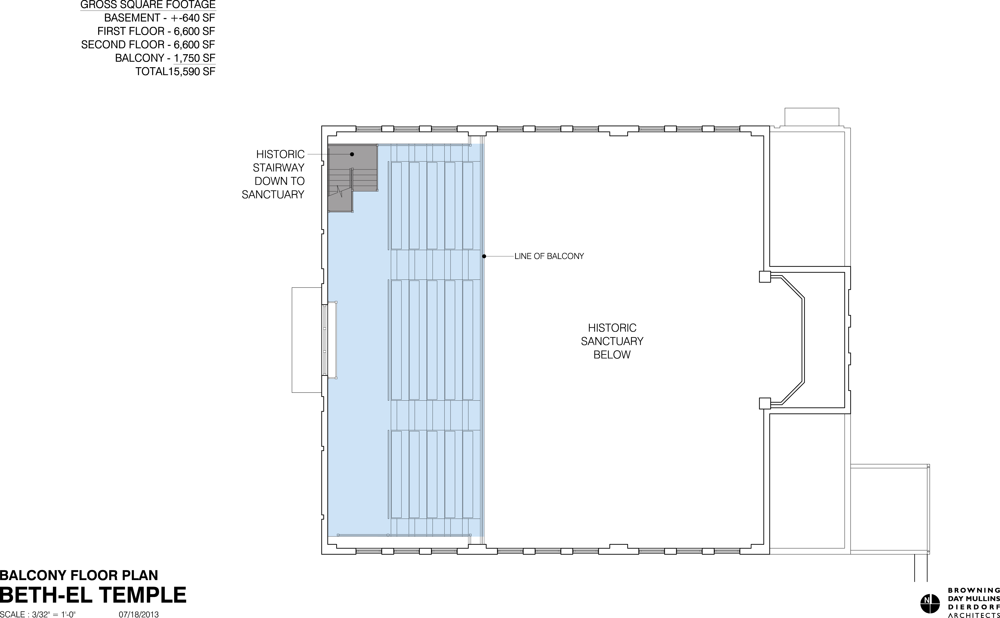 GROSS SQUARE FOOTAGE
BASEMENT - +-640 SF
FIRST FLOOR - 6,600 SF
SECOND FLOOR - 6,600 SF
BALCONY - 1,750 SF
TOTAL15,590 SF
HISTORIC
STAIRWAY
DOWN TO
SANCTUARY
LINE OF BALCONY
HISTORIC
SANCTUARY
BELOW
BALCONY FLOOR PLAN
BETH-EL TEMPLE
SCALE : 3/32" = 1'-0" 07/18/2013
N
BROWNING
DAY MULLINS
DIERDORF
ARCHITECTS